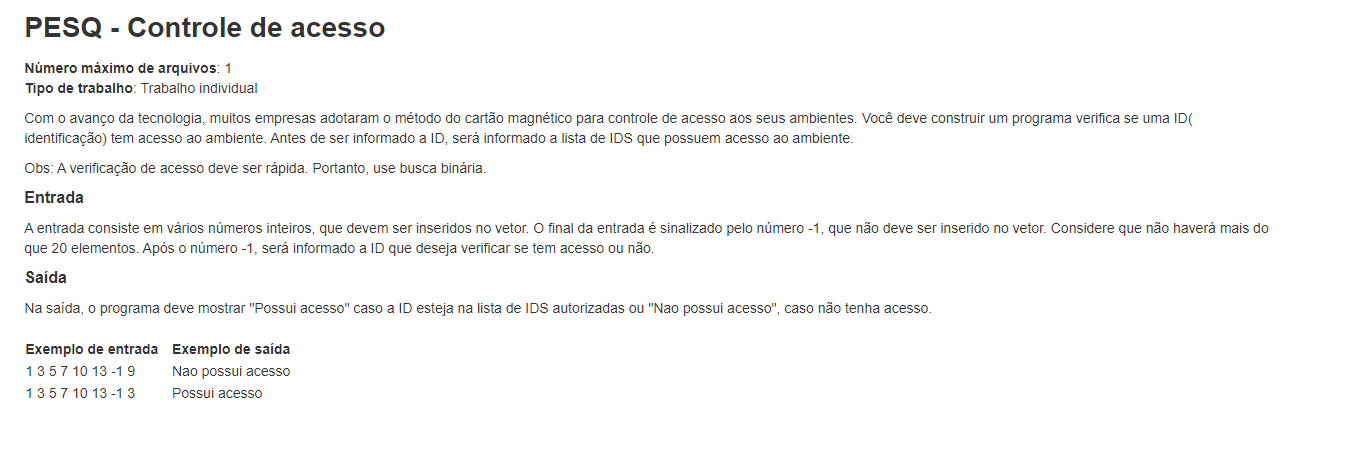 PESQ - Controle de acesso
Número máximo de arquivos: 1
Tipo de trabalho: Trabalho individual
Com o avanço da tecnologia, muitos empresas adotaram o método do cartão magnético para controle de acesso aos seus ambientes. Você deve construir um programa verifica se uma ID(
identificação) tem acesso ao ambiente. Antes de ser informado a ID, será informado a lista de IDS que possuem acesso ao ambiente.
Obs: A verificação de acesso deve ser rápida. Portanto, use busca binária.
Entrada
A entrada consiste em vários números inteiros, que devem ser inseridos no vetor. O final da entrada é sinalizado pelo número -1, que não deve ser inserido no vetor. Considere que não haverá mais do
que 20 elementos. Após o número -1, será informado a ID que deseja verificar se tem acesso ou não.
Saída
Na saída, o programa deve mostrar "Possui acesso" caso a ID esteja na lista de IDS autorizadas ou "Nao possui acesso", caso não tenha acesso.
Exemplo de entrada Exemplo de saída
1 3 5 7 10 13 -1 9 Nao possui acesso
1 3 5 7 10 13 -1 3 Possui acesso